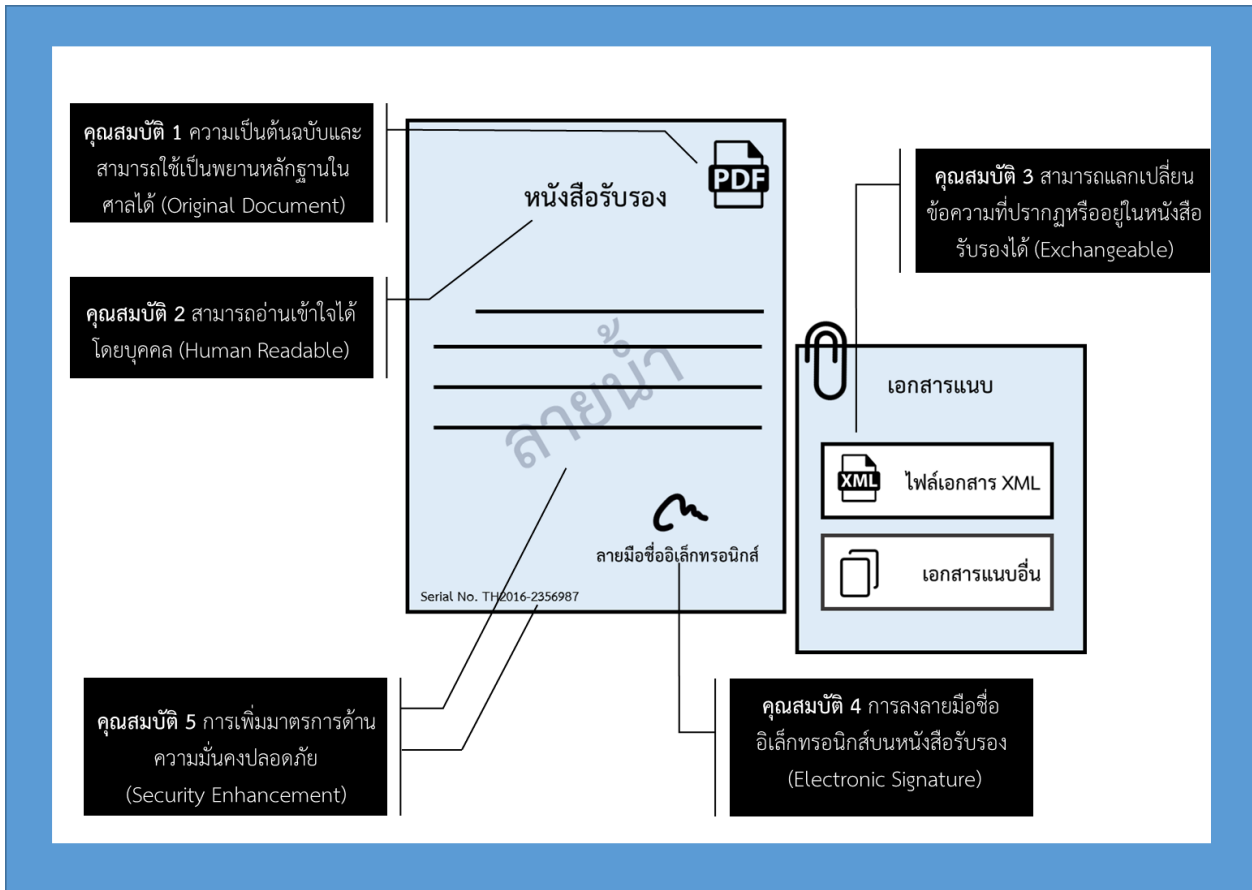 คุณสมบัติ 1 ความเป็นต้นฉบับและ
สามารถใช้เป็นพยานหลักฐานใน
ศาลได้ (Original Document)
PDF
หนังสือรับรอง
คุณสมบัติ 3 สามารถแลกเปลี่ยน
ข้อความที่ปรากฏหรืออยู่ในหนังสือ
รับรองได้ (Exchangeable)
คุณสมบัติ 2 สามารถอ่านเข้าใจได้
โดยบุคคล (Human Readable)
ลายน้ำ
เอกสารแนบ
XML
ไฟล์เอกสาร XML
เอกสารแนบอื่น
ลายมือชื่ออิเล็กทรอนิกส์
Serial No. TH2016-2356987
คุณสมบัติ 5 การเพิ่มมาตรการด้าน
ความมั่นคงปลอดภัย
(Security Enhancement)
คุณสมบัติ 4 การลงลายมือชื่อ
อิเล็กทรอนิกส์บนหนังสือรับรอง
(Electronic Signature)